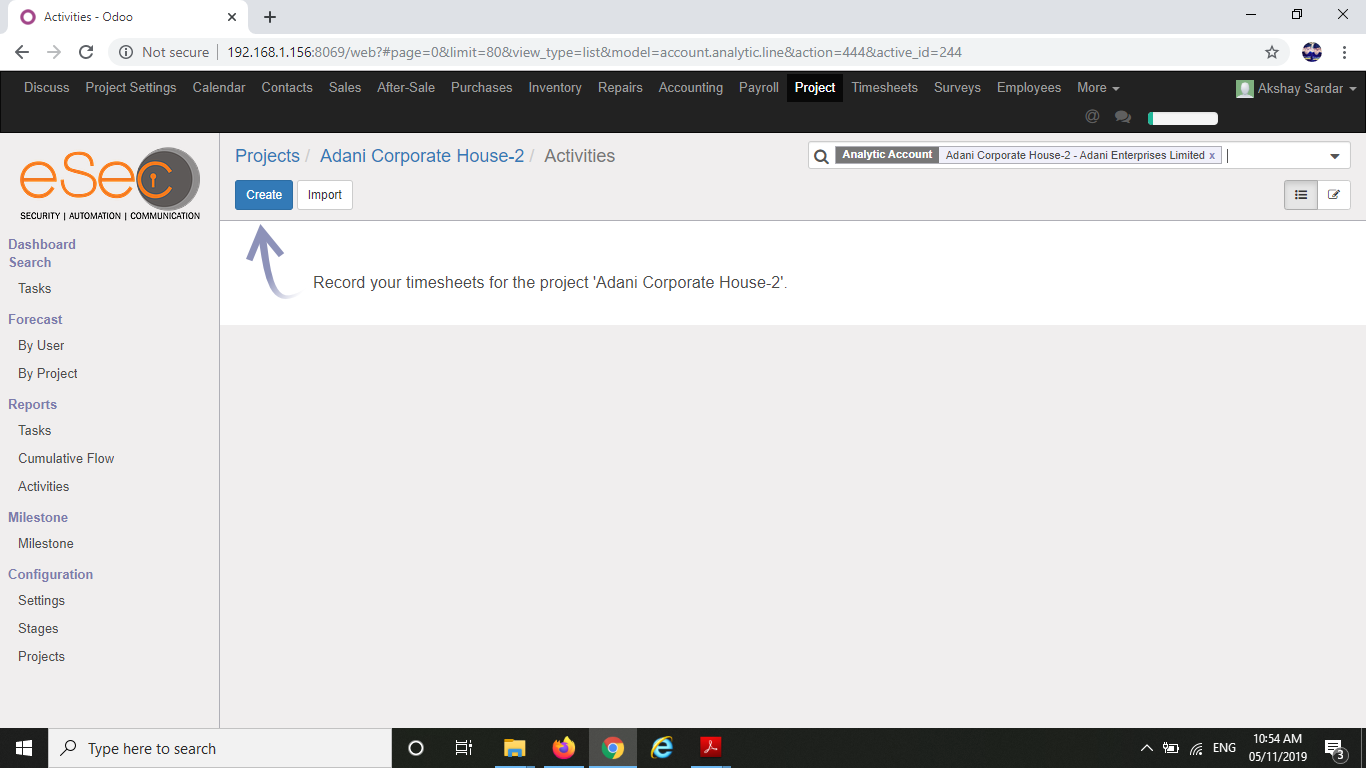 Activities - Odoo
Not secure
192.168.1.156:8069/web?#page=0&limit=80&view_type=list&model=account.analytic.line&action=444&active_id=244
Discuss Project Settings Calendar Contacts Sales After-Sale Purchases Inventory Repairs Accounting Payroll Project Timesheets Surveys Employees More Akshay Sardar
@
eSec
SECURITY | AUTOMATION | COMMUNICATION
Projects / Adani Corporate House-2 / Activities
Analytic Account Adani Corporate House-2 - Adani Enterprises Limited x
Create Import
Dashboard
Search
Tasks
Forecast
By User
By Project
Reports
Tasks
Cumulative Flow
Activities
Milestone
Milestone
Configuration
Settings
Stages
Projects
Record your timesheets for the project 'Adani Corporate House-2'.
Type here to search
ENG
10:54 AM
05/11/2019
3